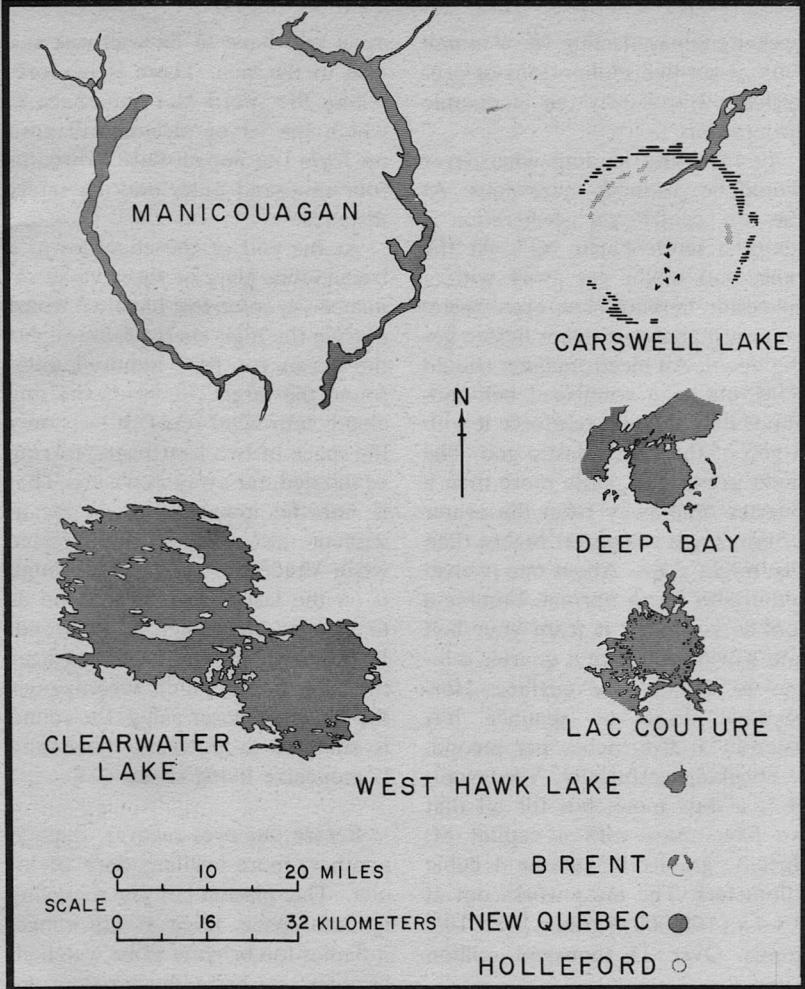 MANICOUAGAN
CARSWELL LAKE
N
DEEP BAY
LAC COUTURE
CLEARWATER
LAKE
WEST HAWK LAKE
BRENT
NEW QUEBEC
HOLLEFORD
0 10 20 MILES
SCALE
0 16 32 KILOMETERS